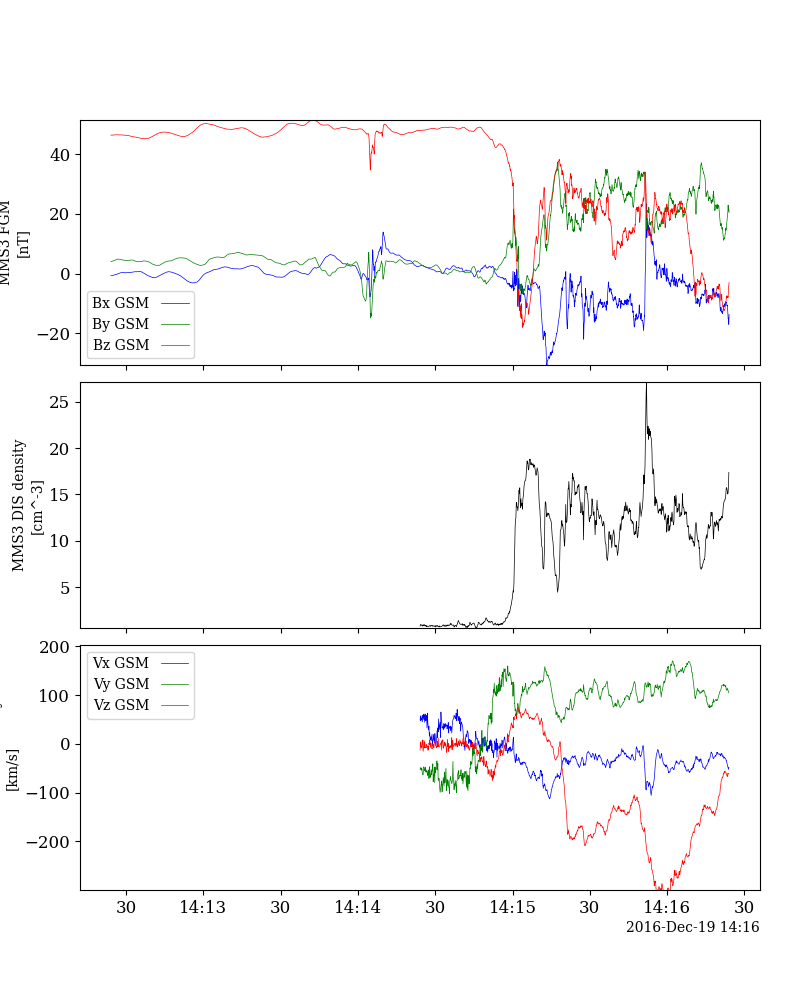 40
20
0
−20
MMS3 FGM
[nT]
Bx GSM
By GSM
Bz GSM
25
20
15
10
5
MMS3 DIS density
[cm^-3]
200
100
0
−100
−200
[km/s]
Vx GSM
Vy GSM
Vz GSM
30 14:13 30 14:14 30 14:15 30 14:16 30
2016-Dec-19 14:16